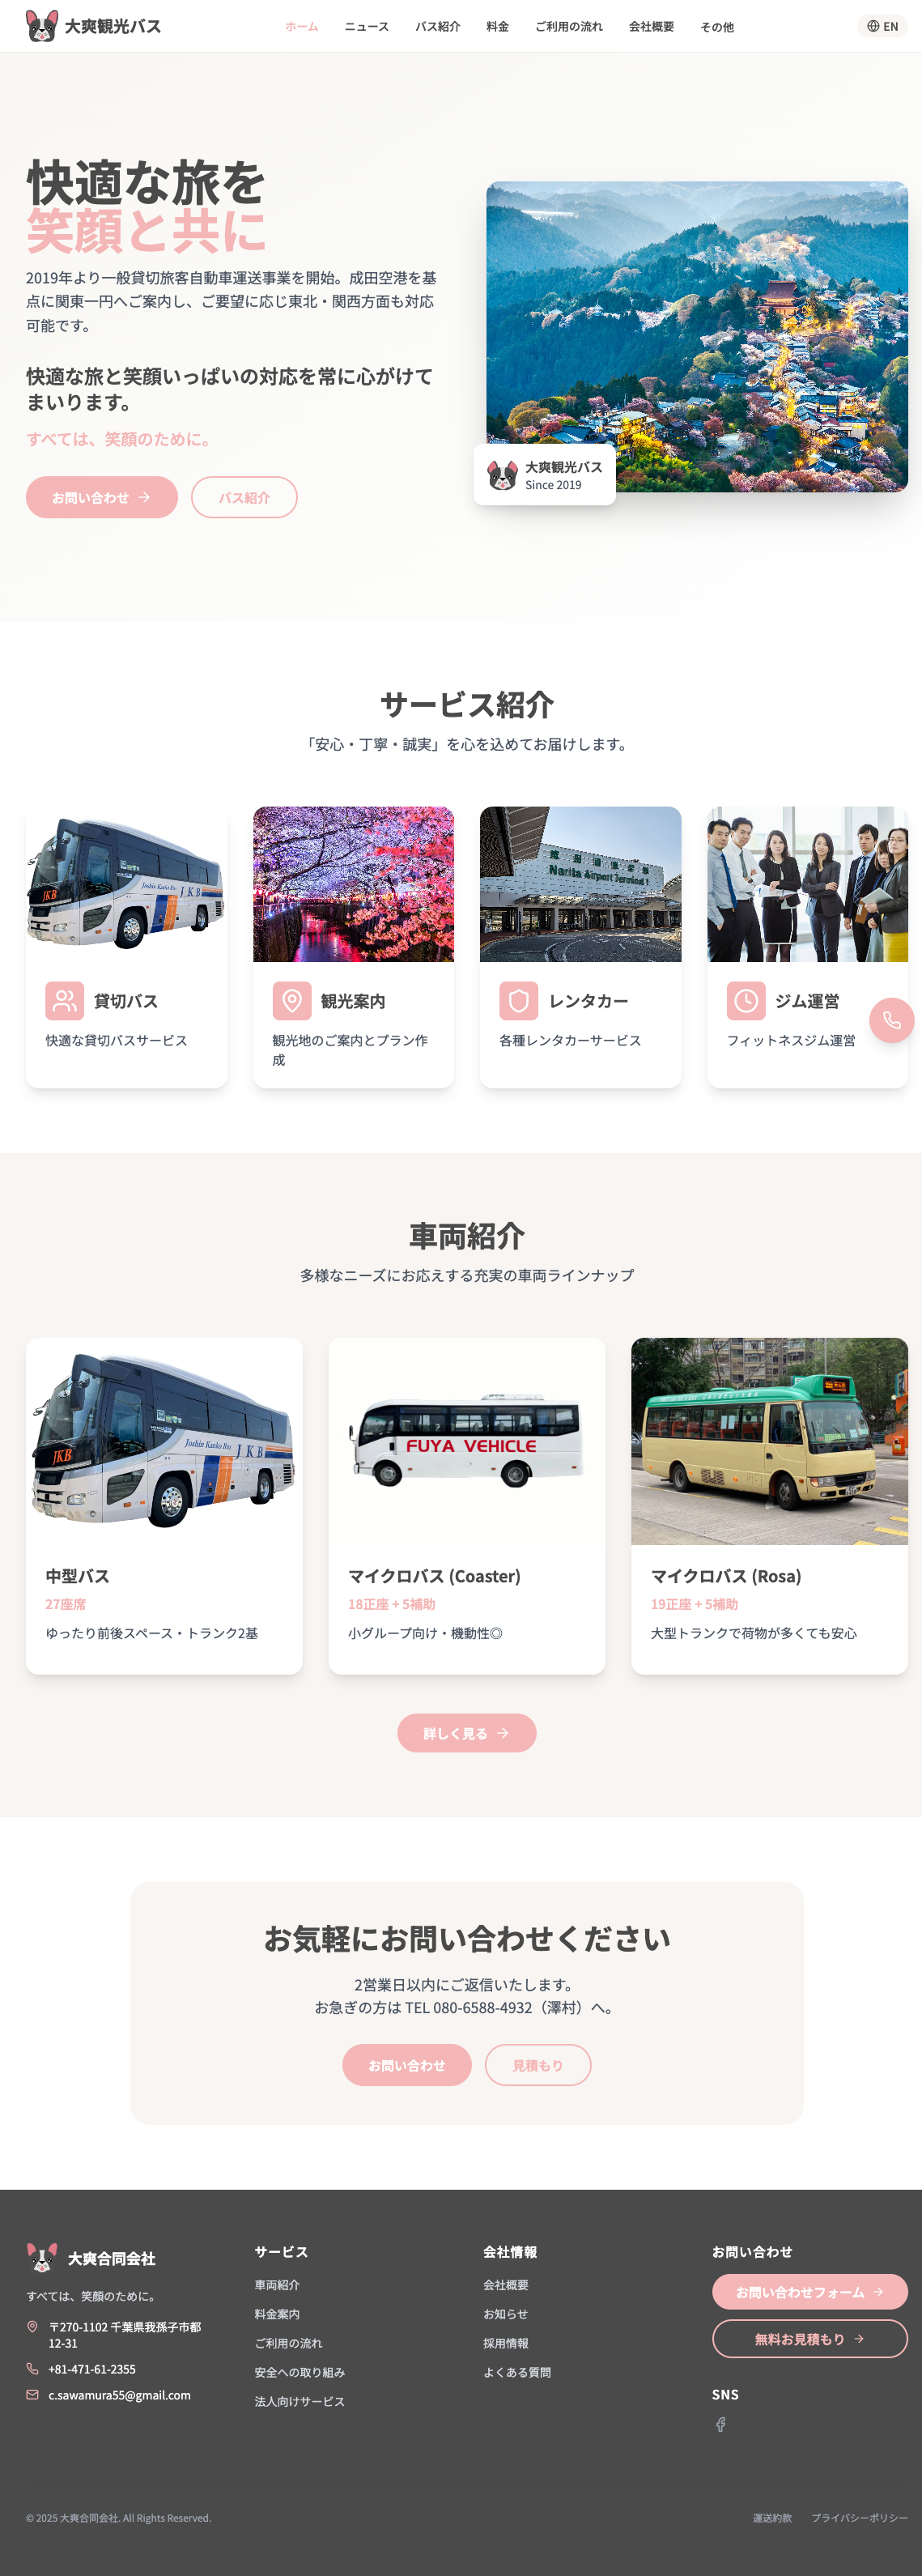 大爽観光バス
ホーム
ニュース
バス紹介
料金
ご利用の流れ
会社概要
その他
EN
快適な旅を
笑顔と共に
2019年より一般貸切旅客自動車運送事業を開始。成田空港を基
点に関東一円へご案内し、ご要望に応じ東北・関西方面も対応
可能です。
快適な旅と笑顔いっぱいの対応を常に心がけて
まいります。
すべては、笑顔のために。
お問い合わせ
バス紹介
大爽観光バス
Since 2019
サービス紹介
「安心・丁寧・誠実」を心を込めてお届けします。
Joshin Kanko Bus JKB
JKB
Narita Airport Terminal 1
貸切バス
快適な貸切バスサービス
観光案内
観光地のご案内とプラン作
成
レンタカー
各種レンタカーサービス
ジム運営
フィットネスジム運営
車両紹介
多様なニーズにお応えする充実の車両ラインナップ
Joshin Kanko Bus JKB
JKB
FUYA VEHICLE
中型バス
27座席
ゆったり前後スペース・トランク2基
マイクロバス (Coaster)
18正座 + 5補助
小グループ向け・機動性◎
マイクロバス (Rosa)
19正座 + 5補助
大型トランクで荷物が多くても安心
詳しく見る
お気軽にお問い合わせください
2営業日以内にご返信いたします。
お急ぎの方は TEL 080-6588-4932（澤村）へ。
お問い合わせ
見積もり
大爽合同会社
すべては、笑顔のために。
〒270-1102 千葉県我孫子市都
12-31
+81-471-61-2355
c.sawamura55@gmail.com
サービス
車両紹介
料金案内
ご利用の流れ
安全への取り組み
法人向けサービス
会社情報
会社概要
お知らせ
採用情報
よくある質問
お問い合わせ
お問い合わせフォーム
無料お見積もり
SNS
© 2025 大爽合同会社. All Rights Reserved.
運送約款
プライバシーポリシー